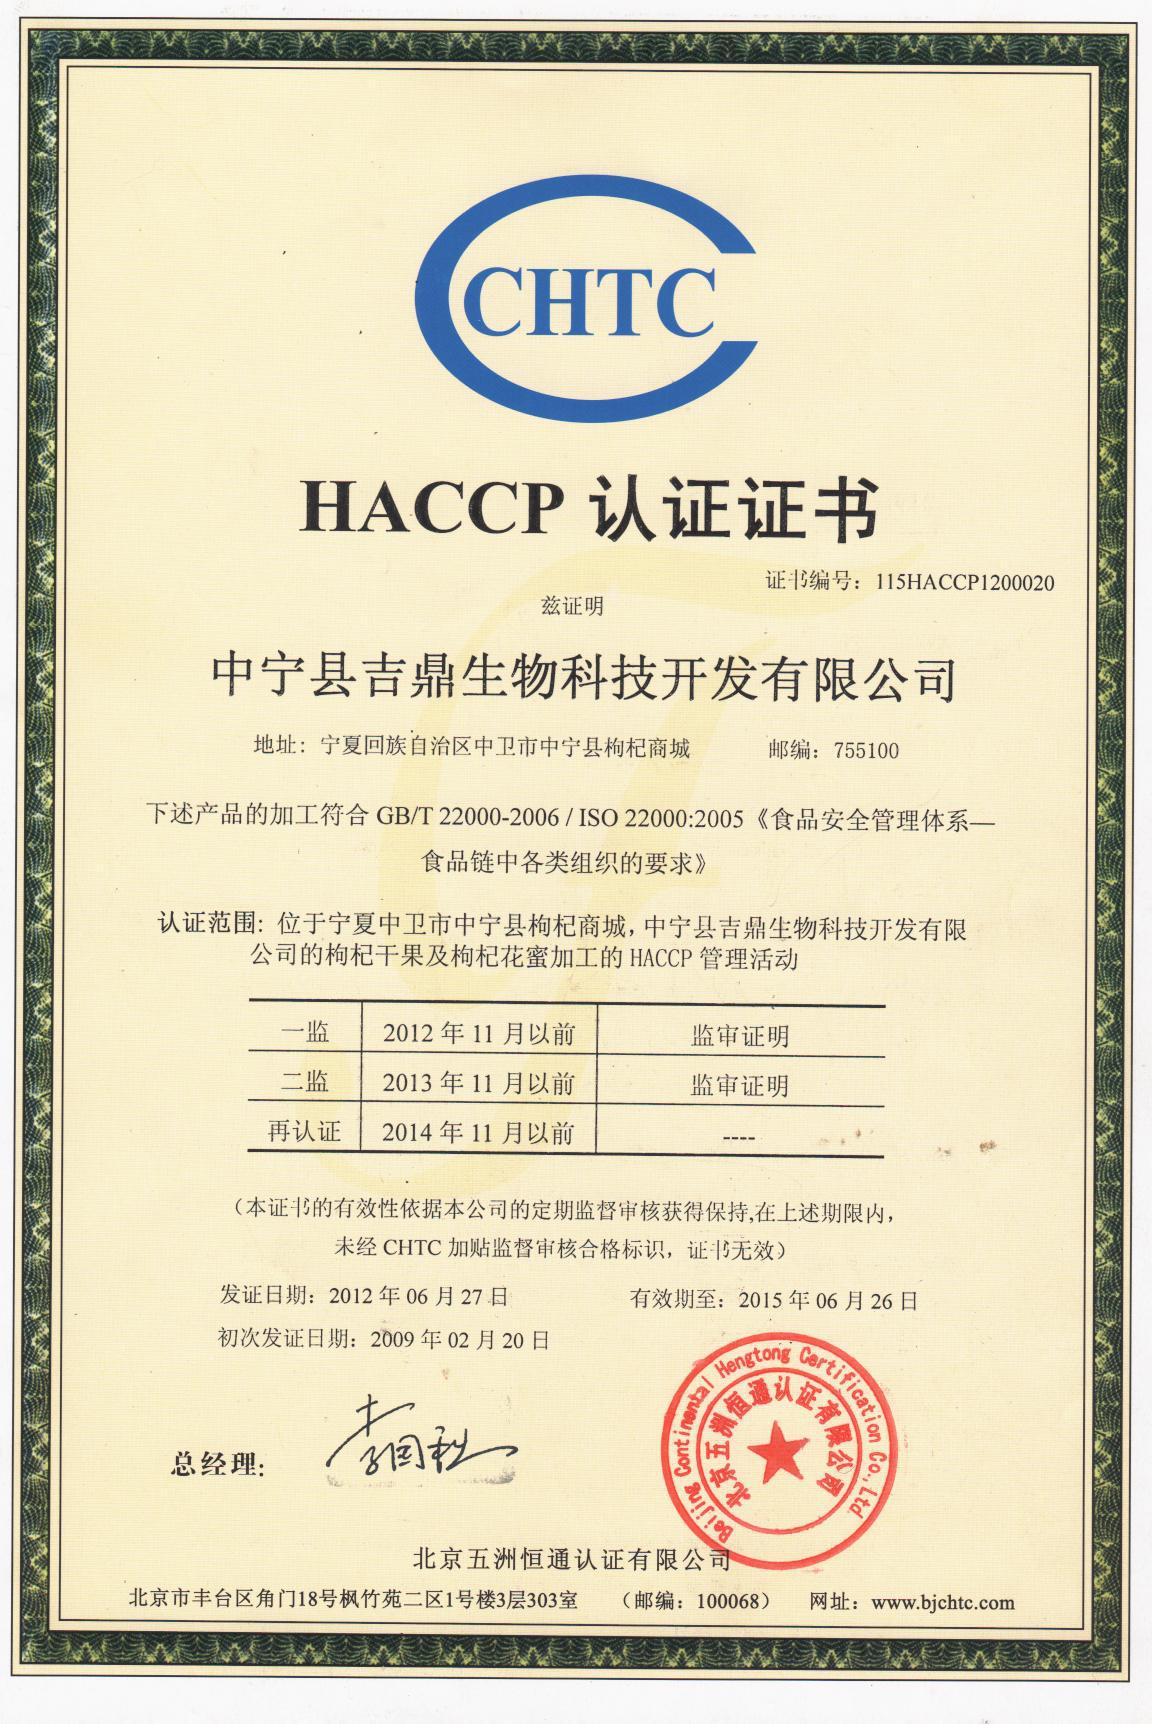 CHTC
HACCP 认证证书
证书编号：115HACCP1200020
兹证明
中宁县吉鼎生物科技开发有限公司
地址：宁夏回族自治区中卫市中宁县枸杞商城 邮编：755100
下述产品的加工符合 GB/T 22000-2006 / ISO 22000:2005《食品安全管理体系—
食品链中各类组织的要求》
认证范围：位于宁夏中卫市中宁县枸杞商城，中宁县吉鼎生物科技开发有限
公司的枸杞干果及枸杞花蜜加工的 HACCP 管理活动
一监 2012 年 11 月以前 监审证明
二监 2013 年 11 月以前 监审证明
再认证 2014 年 11 月以前 ----
（本证书的有效性依据本公司的定期监督审核获得保持,在上述期限内，
未经 CHTC 加贴监督审核合格标识，证书无效）
发证日期：2012 年 06 月 27 日 有效期至：2015 年 06 月 26 日
初次发证日期：2009 年 02 月 20 日
Beijing Continental Hengtong Certification Co.,Ltd
北京五洲恒通认证有限公司
总经理：
北京五洲恒通认证有限公司
北京市丰台区角门18号枫竹苑二区1号楼3层303室 （邮编：100068） 网址：www.bjchtc.com